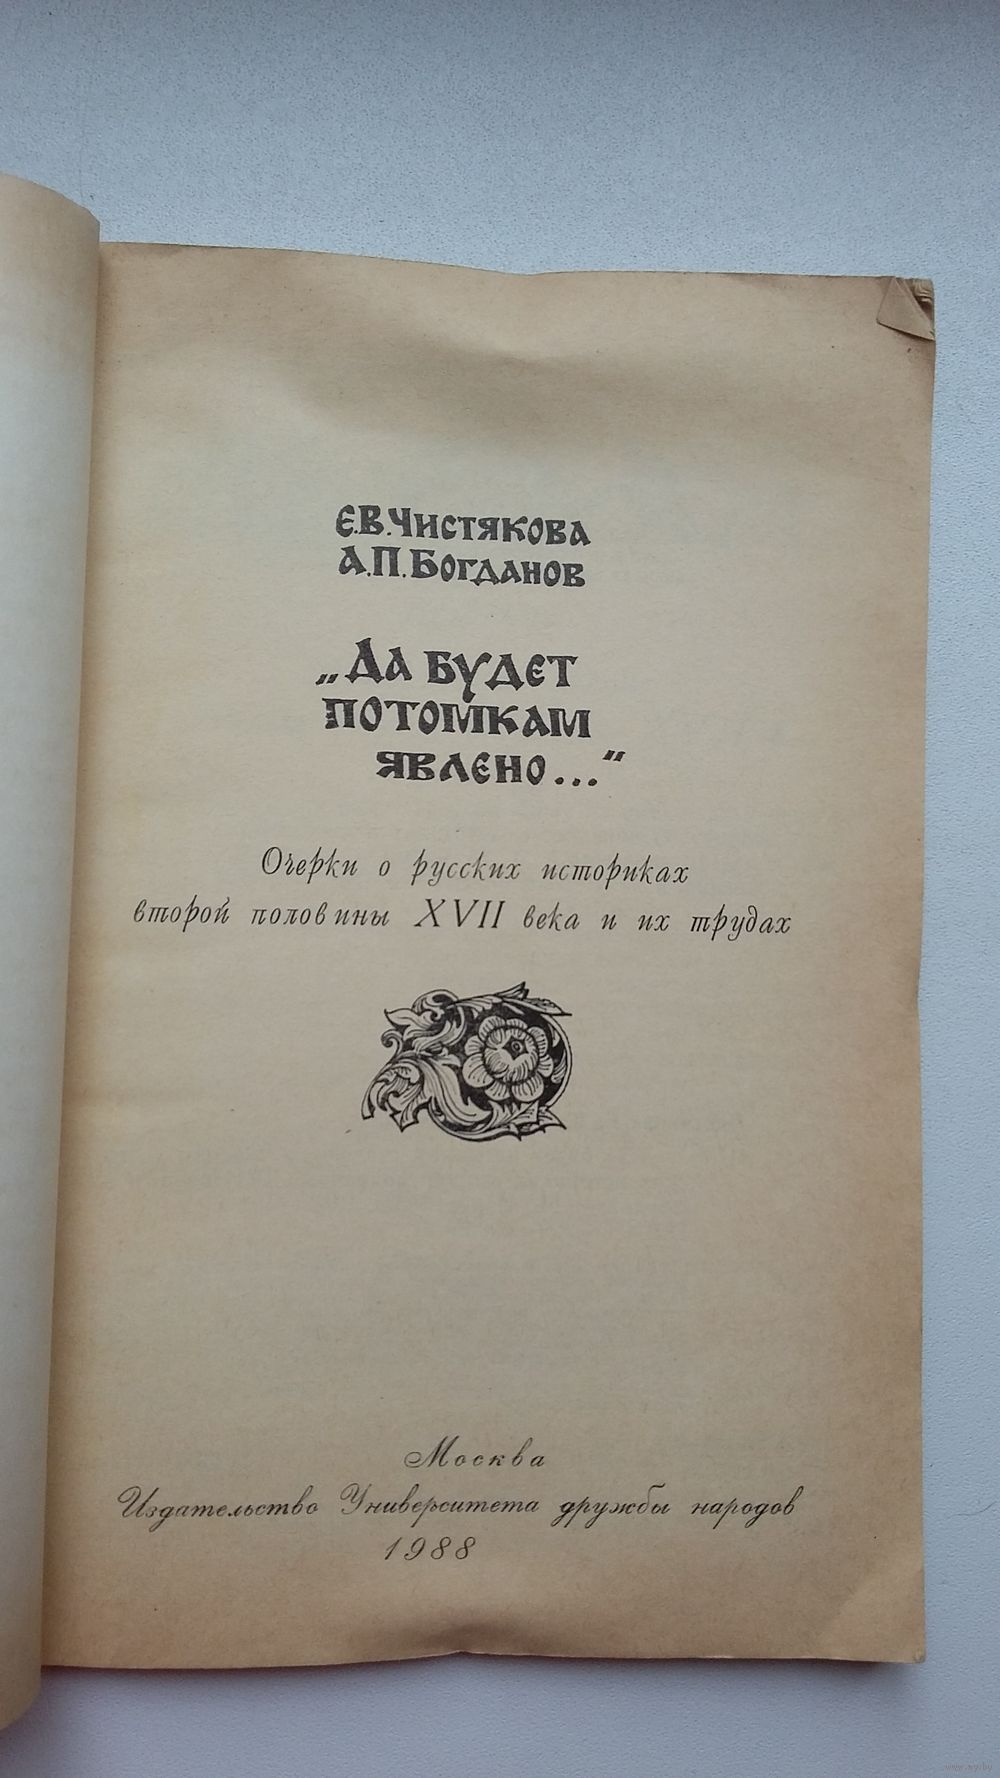 Е.В.Чистякова
А.П.Богданов
„Да будет
потомкам
явлено..."
Очерки о русских историках
второй половины XVII века и их трудах
Москва
Издательство Университета дружбы народов
1988